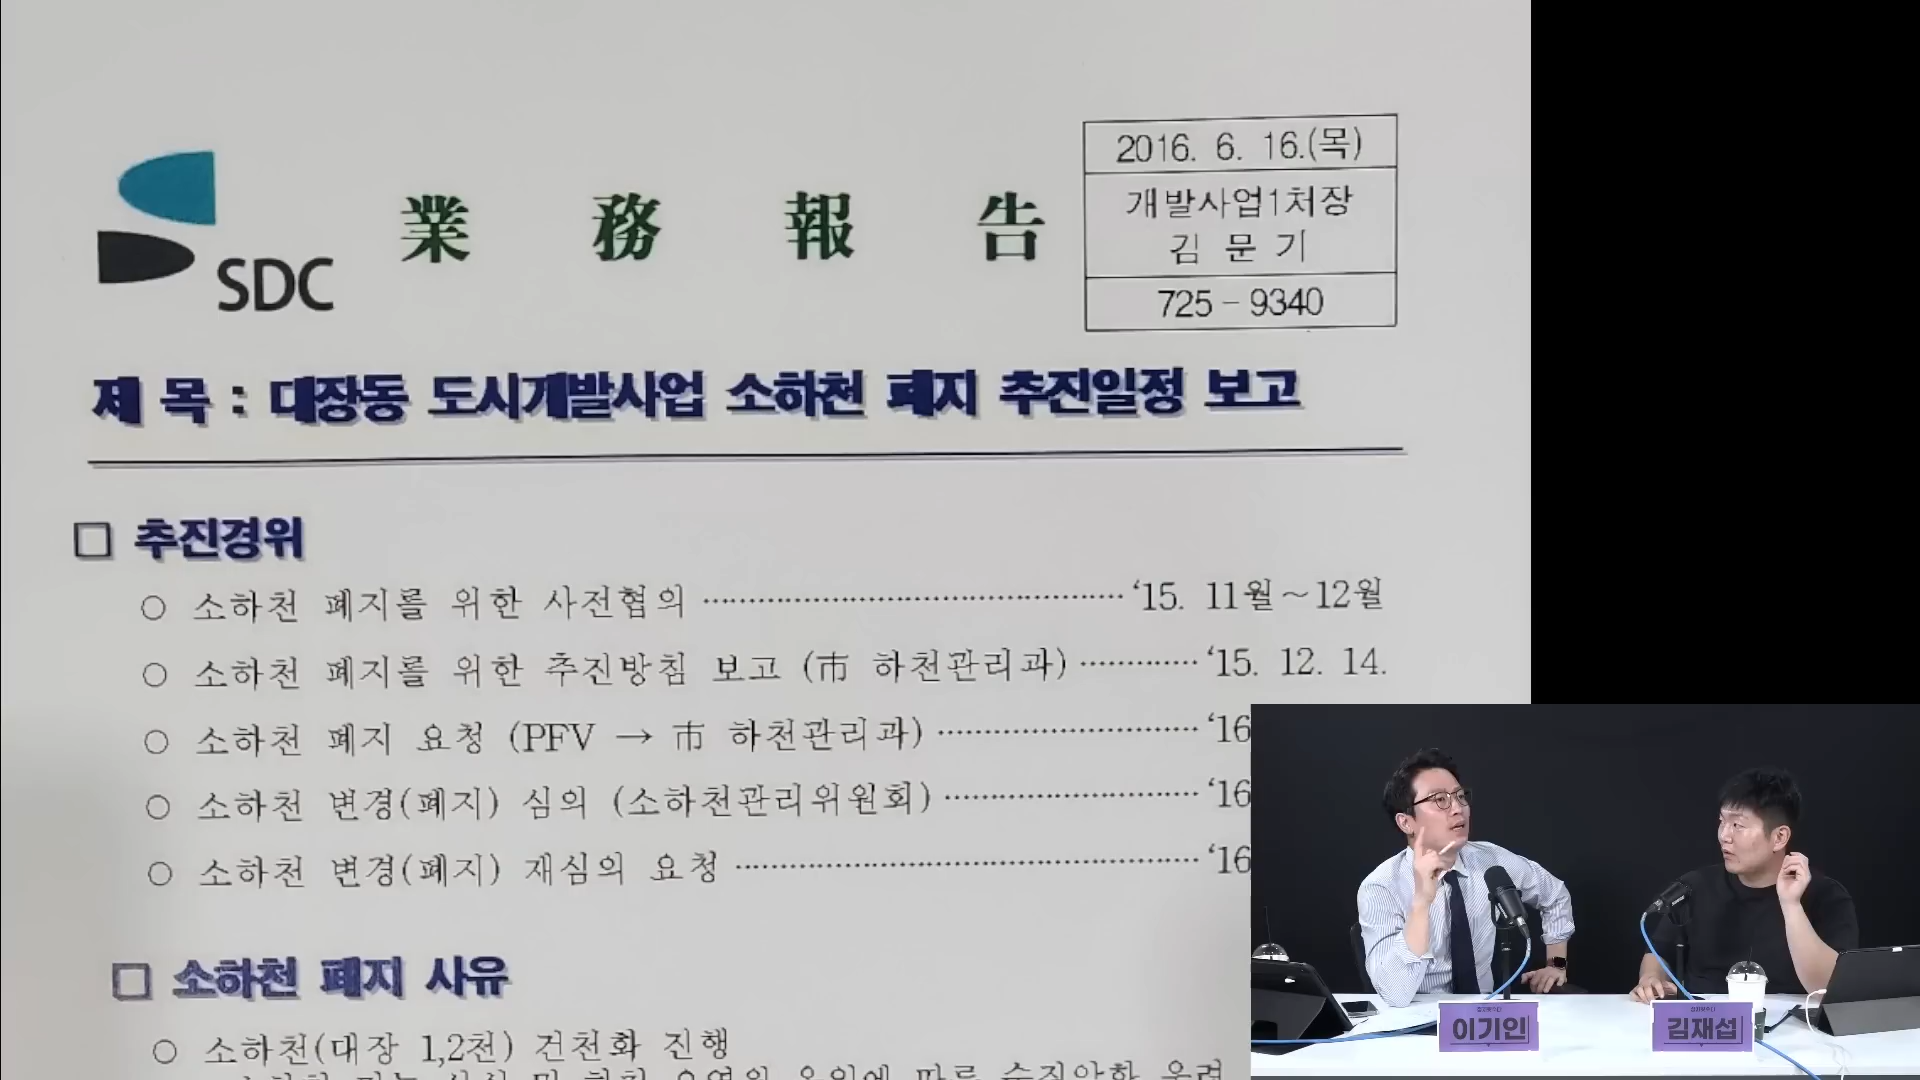 SDC
業 務 報 告
2016. 6. 16.(목)
개발사업1처장
김 문 기
725-9340
제 목 : 대장동 도시개발사업 소하천 폐지 추진일정 보고
□ 추진경위
○ 소하천 폐지를 위한 사전협의 ················ ‘15. 11월~12월
○ 소하천 폐지를 위한 추진방침 보고 (市 하천관리과) ············· ‘15. 12. 14.
○ 소하천 폐지 요청 (PFV → 市 하천관리과) ················ ‘16
○ 소하천 변경(폐지) 심의 (소하천관리위원회) ················ ‘16
○ 소하천 변경(폐지) 재심의 요청 ················ ‘16
□ 소하천 폐지 사유
○ 소하천(대장 1,2천) 건천화 진행
이기인
김재섭